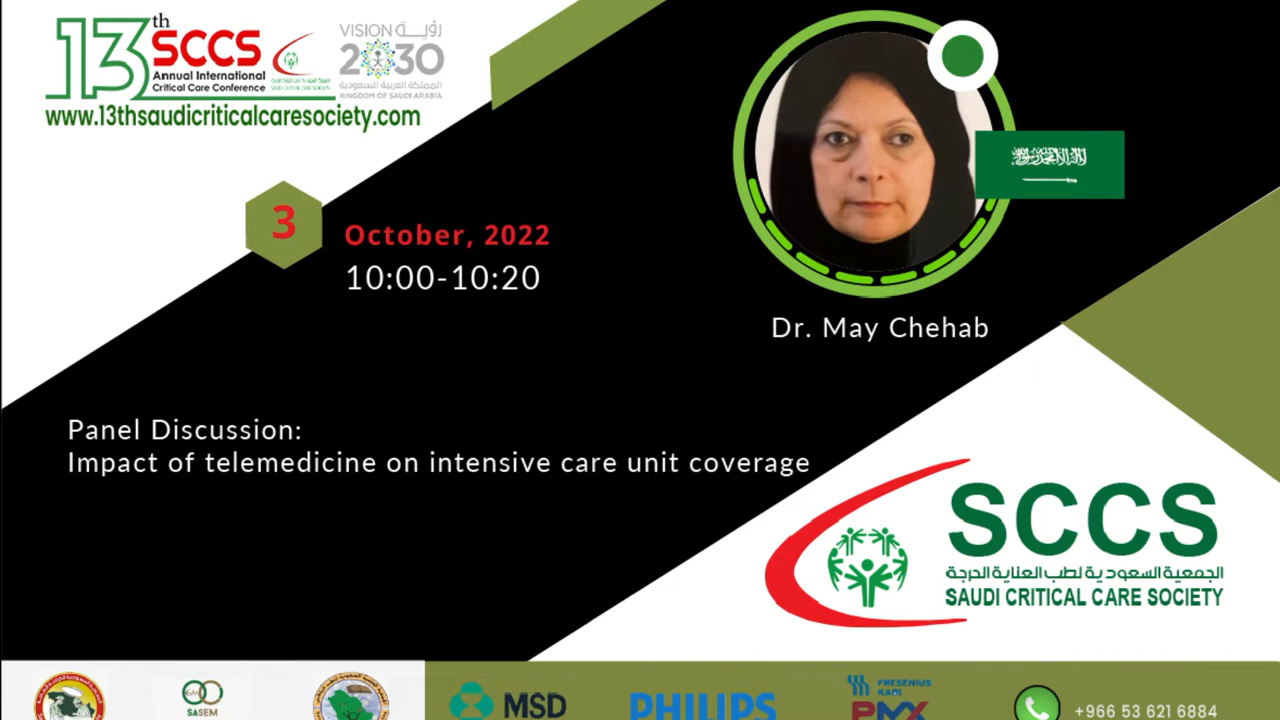 13th
SCCS
Annual International
Critical Care Conference
VISION رؤيــة
2030
المملكة العربية السعودية
KINGDOM OF SAUDI ARABIA
www.13thsaudicriticalcaresociety.com
3
October, 2022
10:00-10:20
Dr. May Chehab
Panel Discussion:
Impact of telemedicine on intensive care unit coverage
SCCS
الجمعية السعودية لطب العناية الحرجة
SAUDI CRITICAL CARE SOCIETY
SASEM
MSD
PHILIPS
FRESENIUS
KABI
PMX
+966 53 621 6884